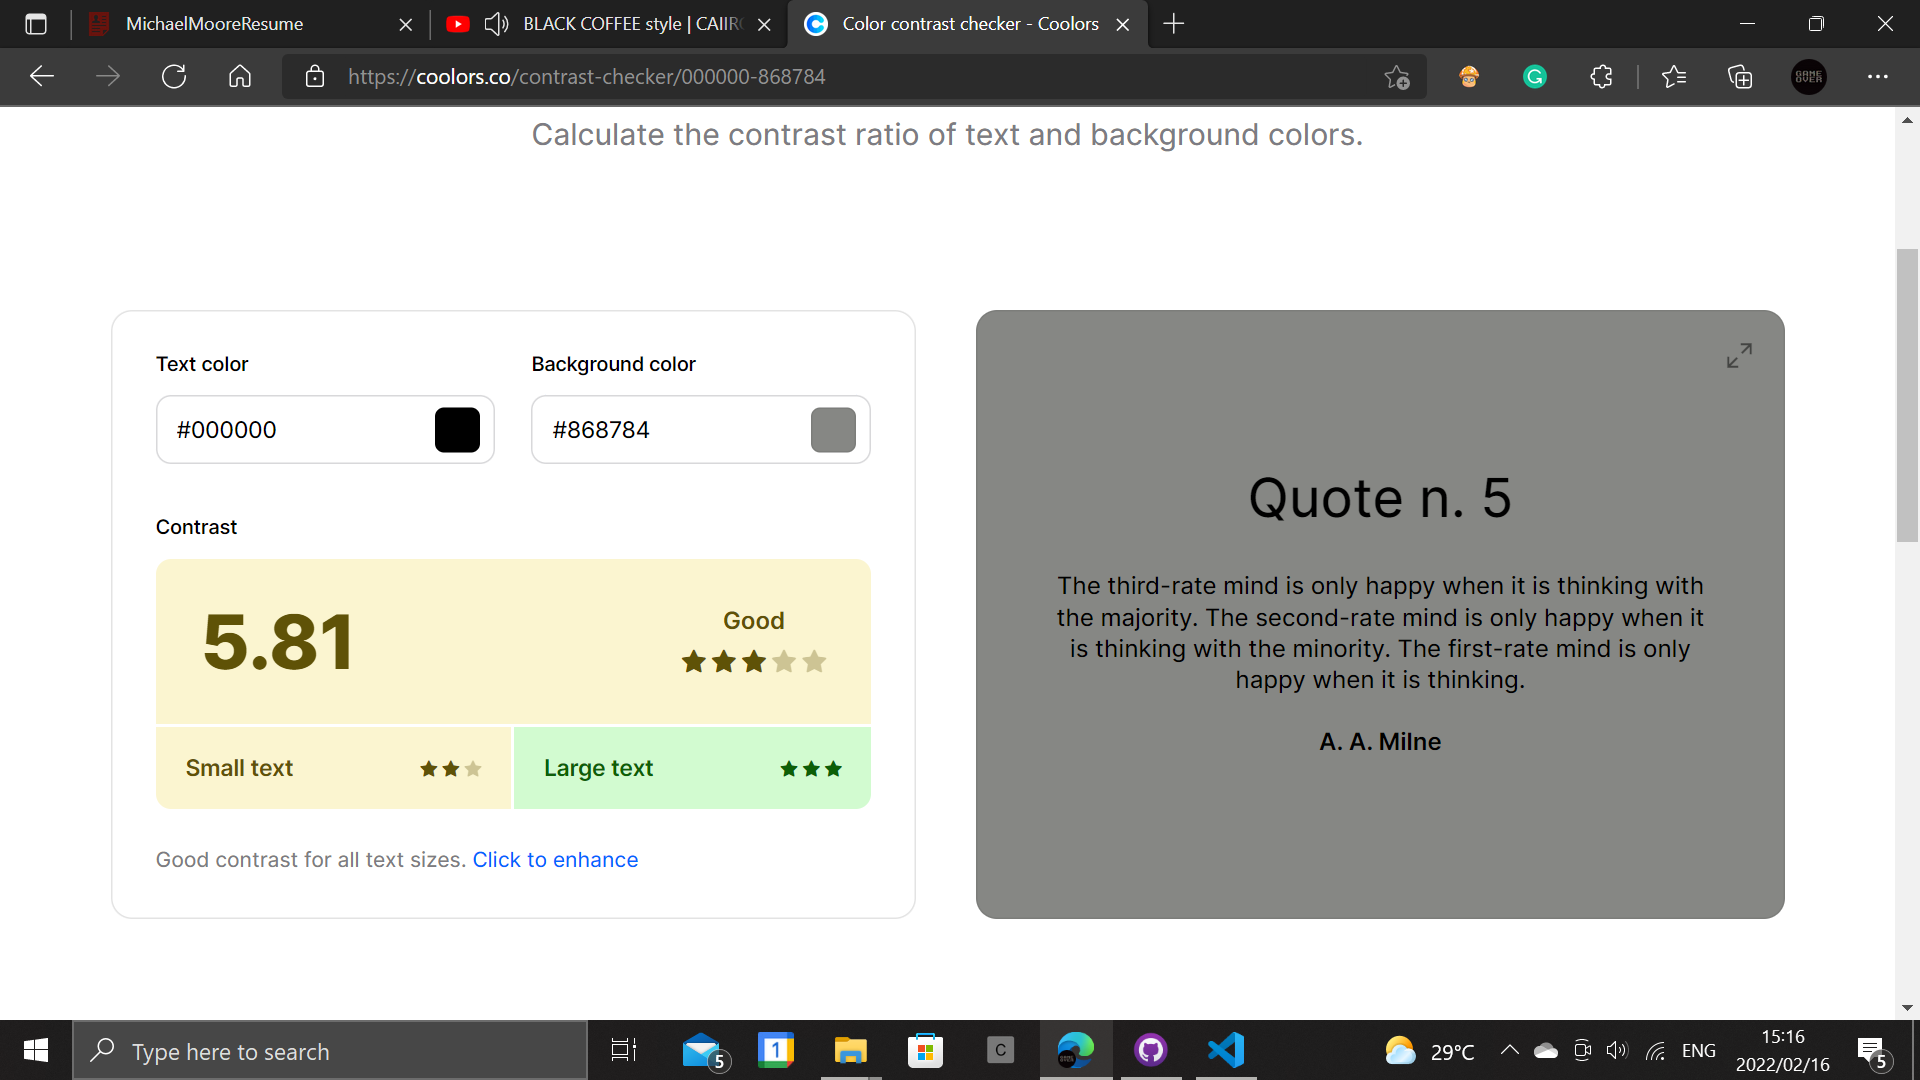 MichaelMooreResume
BLACK COFFEE style | CAIIR
Color contrast checker - Coolors
https://coolors.co/contrast-checker/000000-868784
GAME
OVER
Calculate the contrast ratio of text and background colors.
Text color
Background color
#000000
#868784
Contrast
5.81
Good
Small text
Large text
Good contrast for all text sizes. Click to enhance
Quote n. 5
The third-rate mind is only happy when it is thinking with
the majority. The second-rate mind is only happy when it
is thinking with the minority. The first-rate mind is only
happy when it is thinking.
A. A. Milne
Type here to search
5
1
C
29°C
ENG
15:16
2022/02/16
5